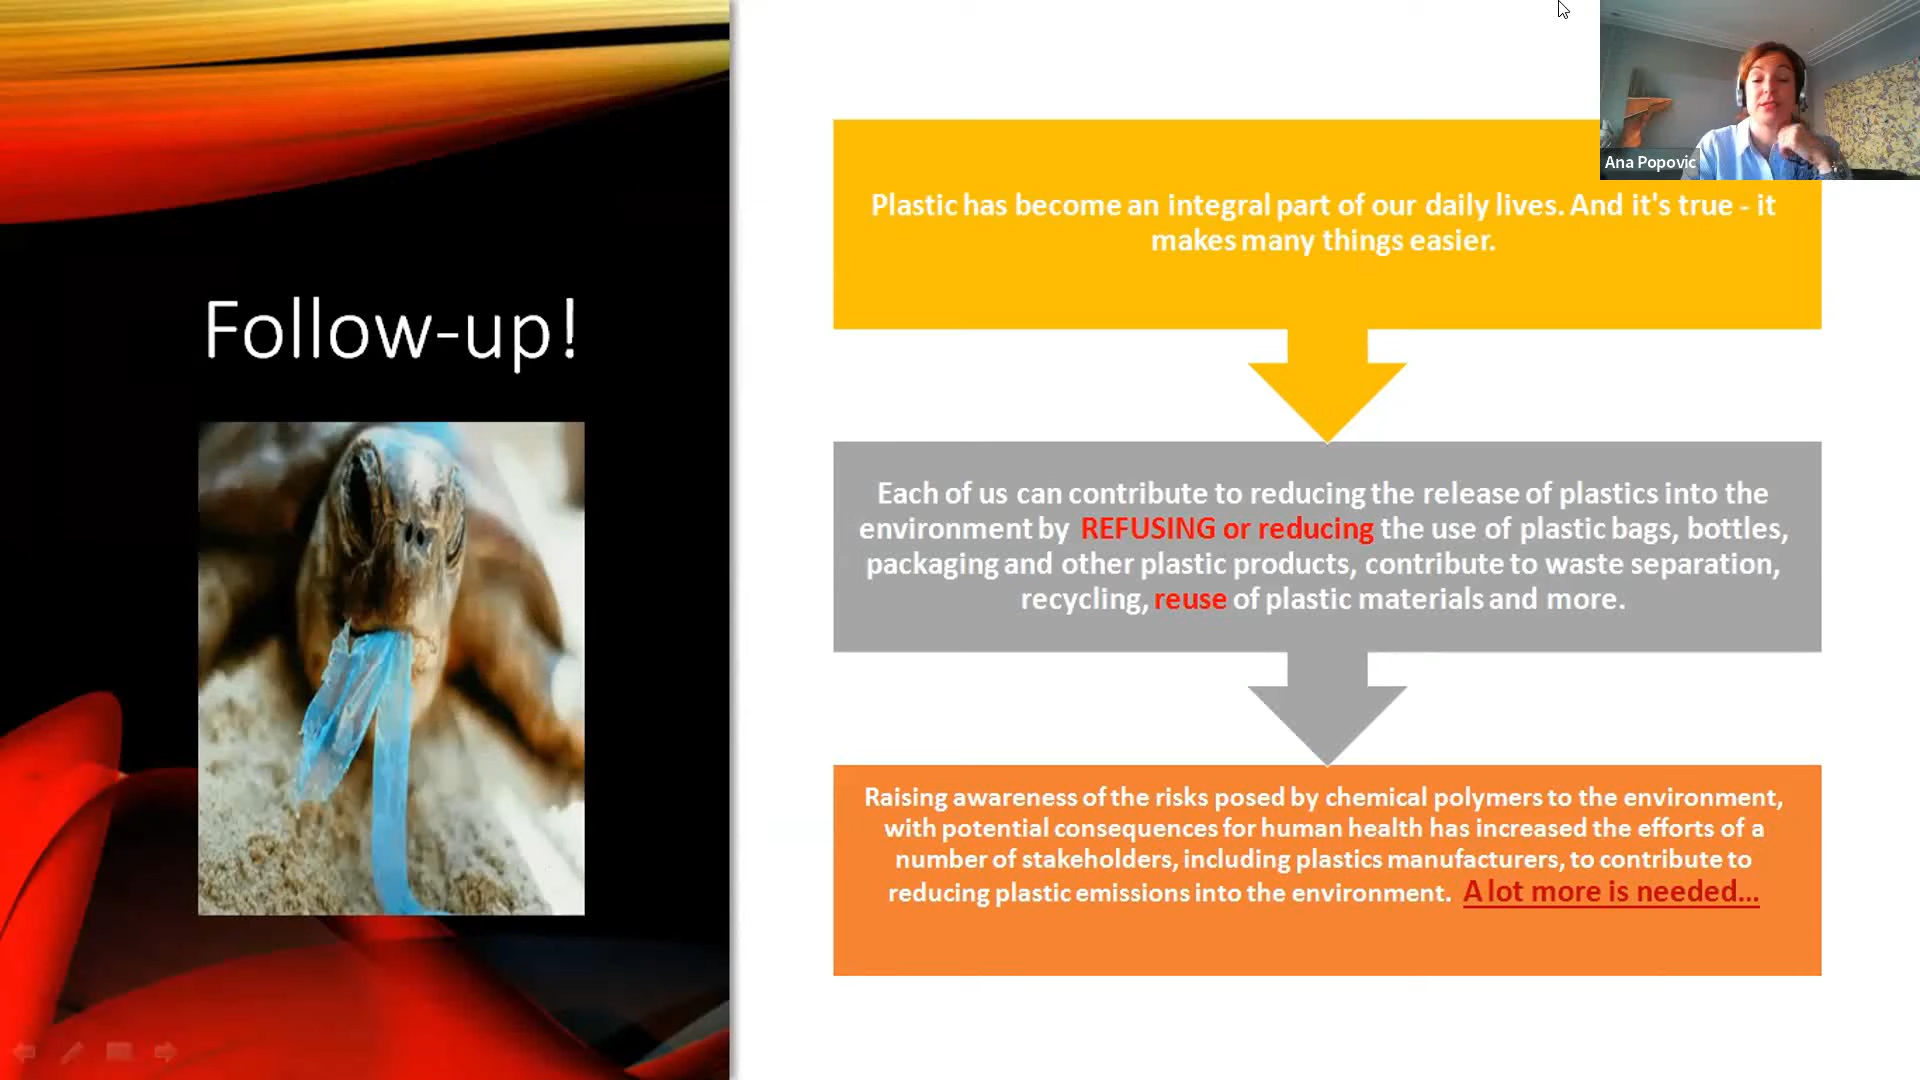 Ana Popovic
Follow-up!
Plastic has become an integral part of our daily lives. And it's true - it
makes many things easier.
Each of us can contribute to reducing the release of plastics into the
environment by REFUSING or reducing the use of plastic bags, bottles,
packaging and other plastic products, contribute to waste separation,
recycling, reuse of plastic materials and more.
Raising awareness of the risks posed by chemical polymers to the environment,
with potential consequences for human health has increased the efforts of a
number of stakeholders, including plastics manufacturers, to contribute to
reducing plastic emissions into the environment. A lot more is needed...